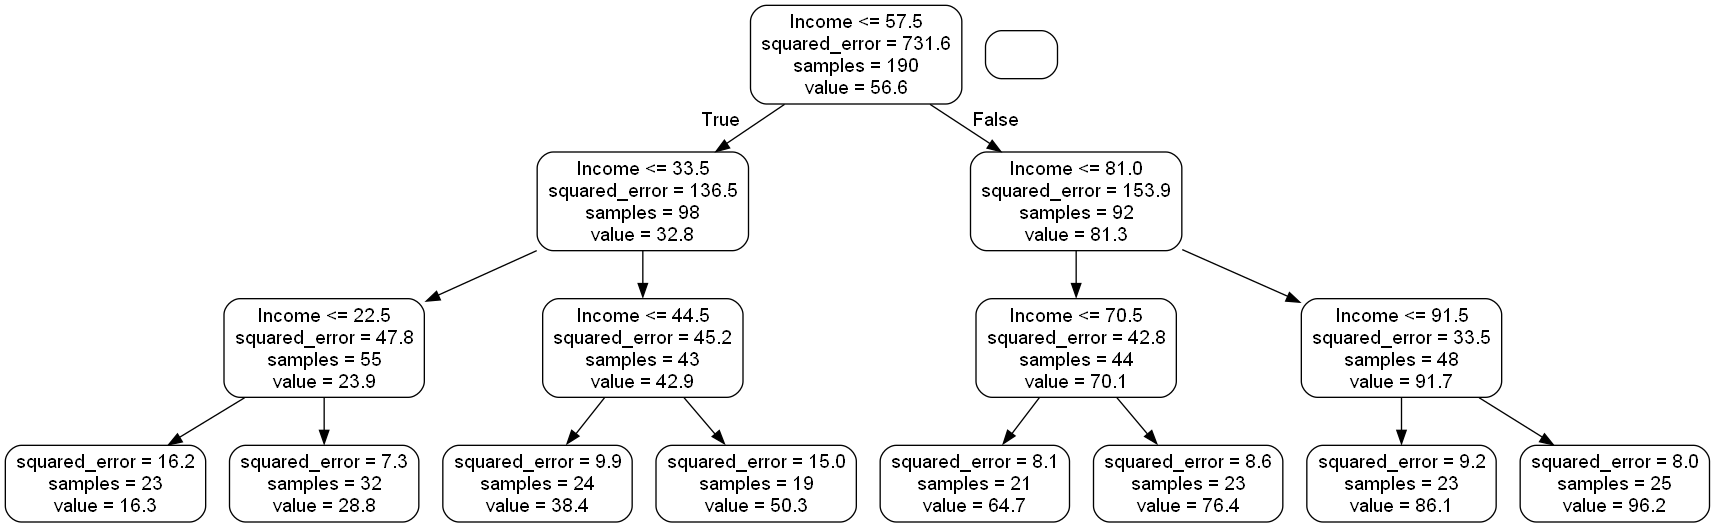 Income <= 57.5
squared_error = 731.6
samples = 190
value = 56.6
True
False
Income <= 33.5
squared_error = 136.5
samples = 98
value = 32.8
Income <= 81.0
squared_error = 153.9
samples = 92
value = 81.3
Income <= 22.5
squared_error = 47.8
samples = 55
value = 23.9
Income <= 44.5
squared_error = 45.2
samples = 43
value = 42.9
Income <= 70.5
squared_error = 42.8
samples = 44
value = 70.1
Income <= 91.5
squared_error = 33.5
samples = 48
value = 91.7
squared_error = 16.2
samples = 23
value = 16.3
squared_error = 7.3
samples = 32
value = 28.8
squared_error = 9.9
samples = 24
value = 38.4
squared_error = 15.0
samples = 19
value = 50.3
squared_error = 8.1
samples = 21
value = 64.7
squared_error = 8.6
samples = 23
value = 76.4
squared_error = 9.2
samples = 23
value = 86.1
squared_error = 8.0
samples = 25
value = 96.2